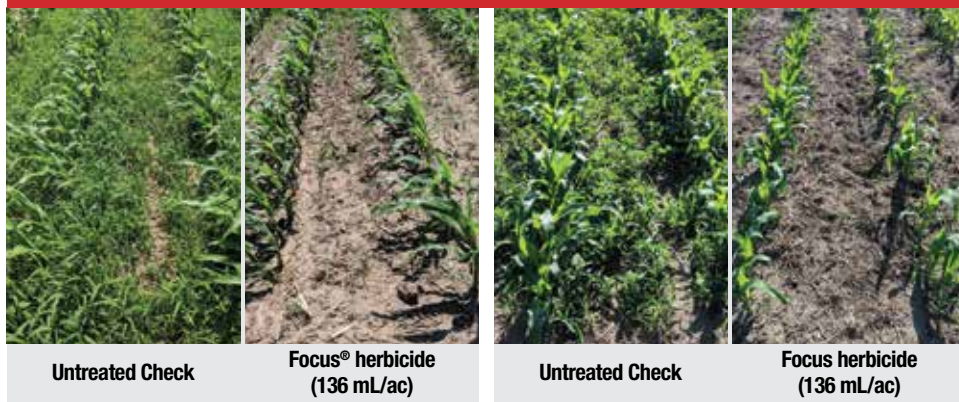 Untreated Check
Focus® herbicide
(136 mL/ac)
Untreated Check
Focus herbicide
(136 mL/ac)